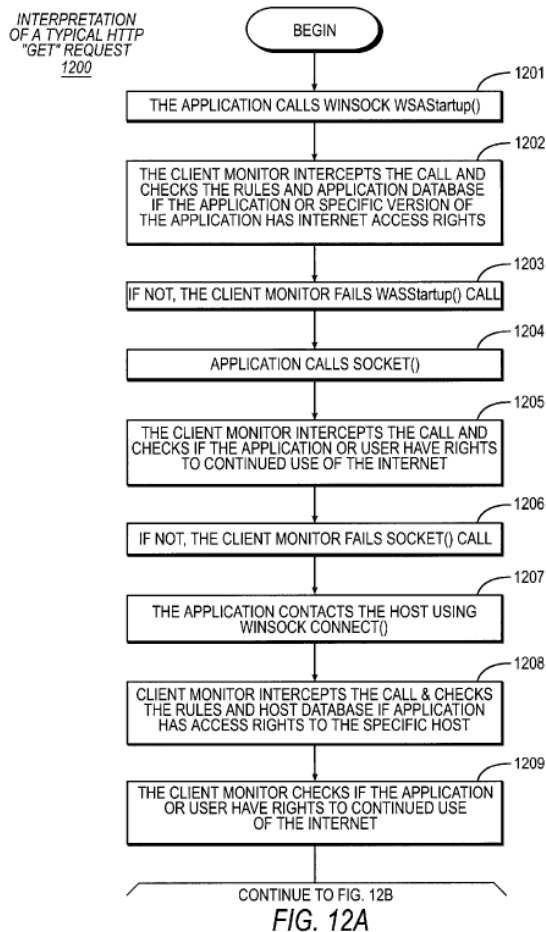 INTERPRETATION
OF A TYPICAL HTTP
"GET" REQUEST
1200
BEGIN
1201
THE APPLICATION CALLS WINSOCK WSAStartup()
1202
THE CLIENT MONITOR INTERCEPTS THE CALL AND
CHECKS THE RULES AND APPLICATION DATABASE
IF THE APPLICATION OR SPECIFIC VERSION OF
THE APPLICATION HAS INTERNET ACCESS RIGHTS
1203
IF NOT, THE CLIENT MONITOR FAILS WASStartup() CALL
1204
APPLICATION CALLS SOCKET()
1205
THE CLIENT MONITOR INTERCEPTS THE CALL AND
CHECKS IF THE APPLICATION OR USER HAVE RIGHTS
TO CONTINUED USE OF THE INTERNET
1206
IF NOT, THE CLIENT MONITOR FAILS SOCKET() CALL
1207
THE APPLICATION CONTACTS THE HOST USING
WINSOCK CONNECT()
1208
CLIENT MONITOR INTERCEPTS THE CALL & CHECKS
THE RULES AND HOST DATABASE IF APPLICATION
HAS ACCESS RIGHTS TO THE SPECIFIC HOST
1209
THE CLIENT MONITOR CHECKS IF THE APPLICATION
OR USER HAVE RIGHTS TO CONTINUED USE
OF THE INTERNET
CONTINUE TO FIG. 12B
FIG. 12A